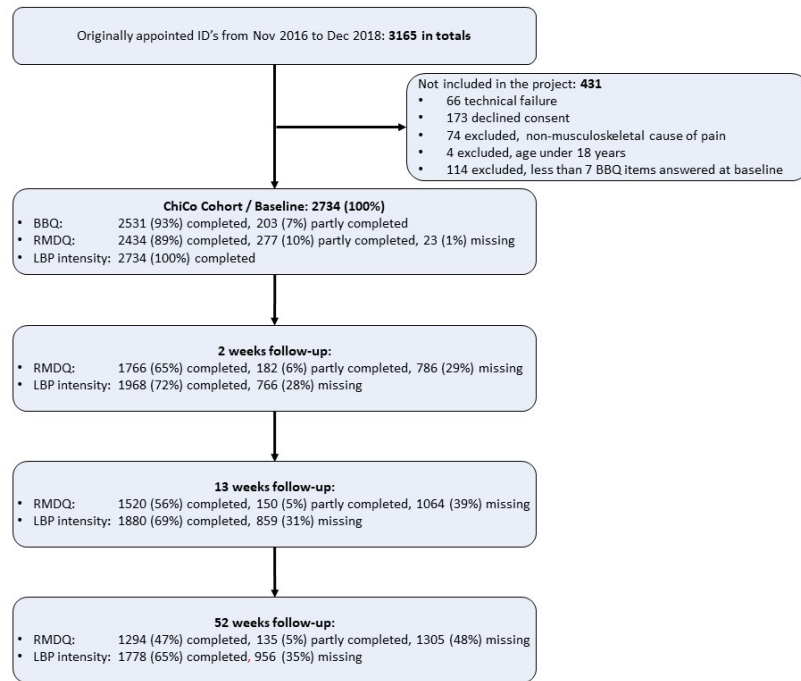 Originally appointed ID's from Nov 2016 to Dec 2018: 3165 in totals
Not included in the project: 431
• 66 technical failure
• 173 declined consent
• 74 excluded, non-musculoskeletal cause of pain
• 4 excluded, age under 18 years
• 114 excluded, less than 7 BBQ items answered at baseline
ChiCo Cohort / Baseline: 2734 (100%)
• BBQ: 2531 (93%) completed, 203 (7%) partly completed
• RMDQ: 2434 (89%) completed, 277 (10%) partly completed, 23 (1%) missing
• LBP intensity: 2734 (100%) completed
2 weeks follow-up:
• RMDQ: 1766 (65%) completed, 182 (6%) partly completed, 786 (29%) missing
• LBP intensity: 1968 (72%) completed, 766 (28%) missing
13 weeks follow-up:
• RMDQ: 1520 (56%) completed, 150 (5%) partly completed, 1064 (39%) missing
• LBP intensity: 1880 (69%) completed, 859 (31%) missing
52 weeks follow-up:
• RMDQ: 1294 (47%) completed, 135 (5%) partly completed, 1305 (48%) missing
• LBP intensity: 1778 (65%) completed, 956 (35%) missing